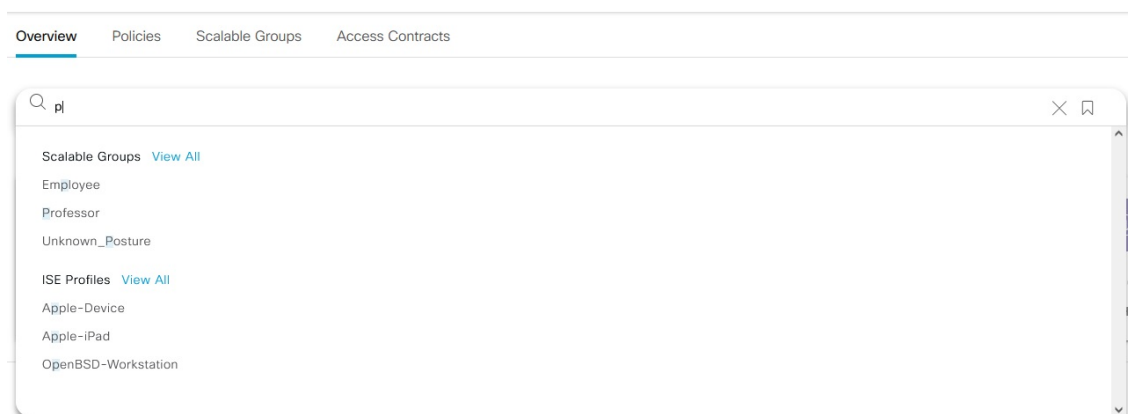 Overview Policies Scalable Groups Access Contracts
p
Scalable Groups View All
Employee
Professor
Unknown_Posture
ISE Profiles View All
Apple-Device
Apple-iPad
OpenBSD-Workstation